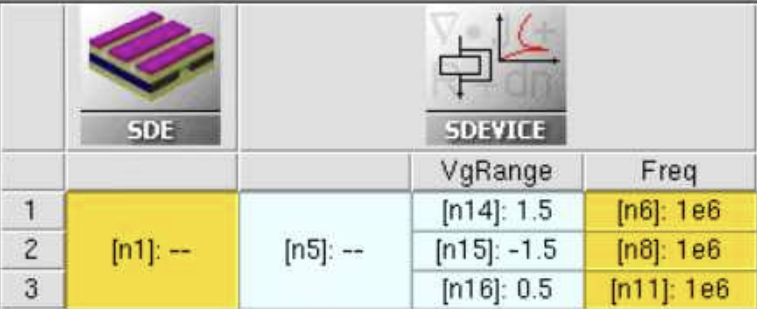 SDE
SDEVICE
VgRange Freq
1 [n14]: 1.5 [n6]: 1e6
2 [n1]: -- [n5]: -- [n15]: -1.5 [n8]: 1e6
3 [n16]: 0.5 [n11]: 1e6